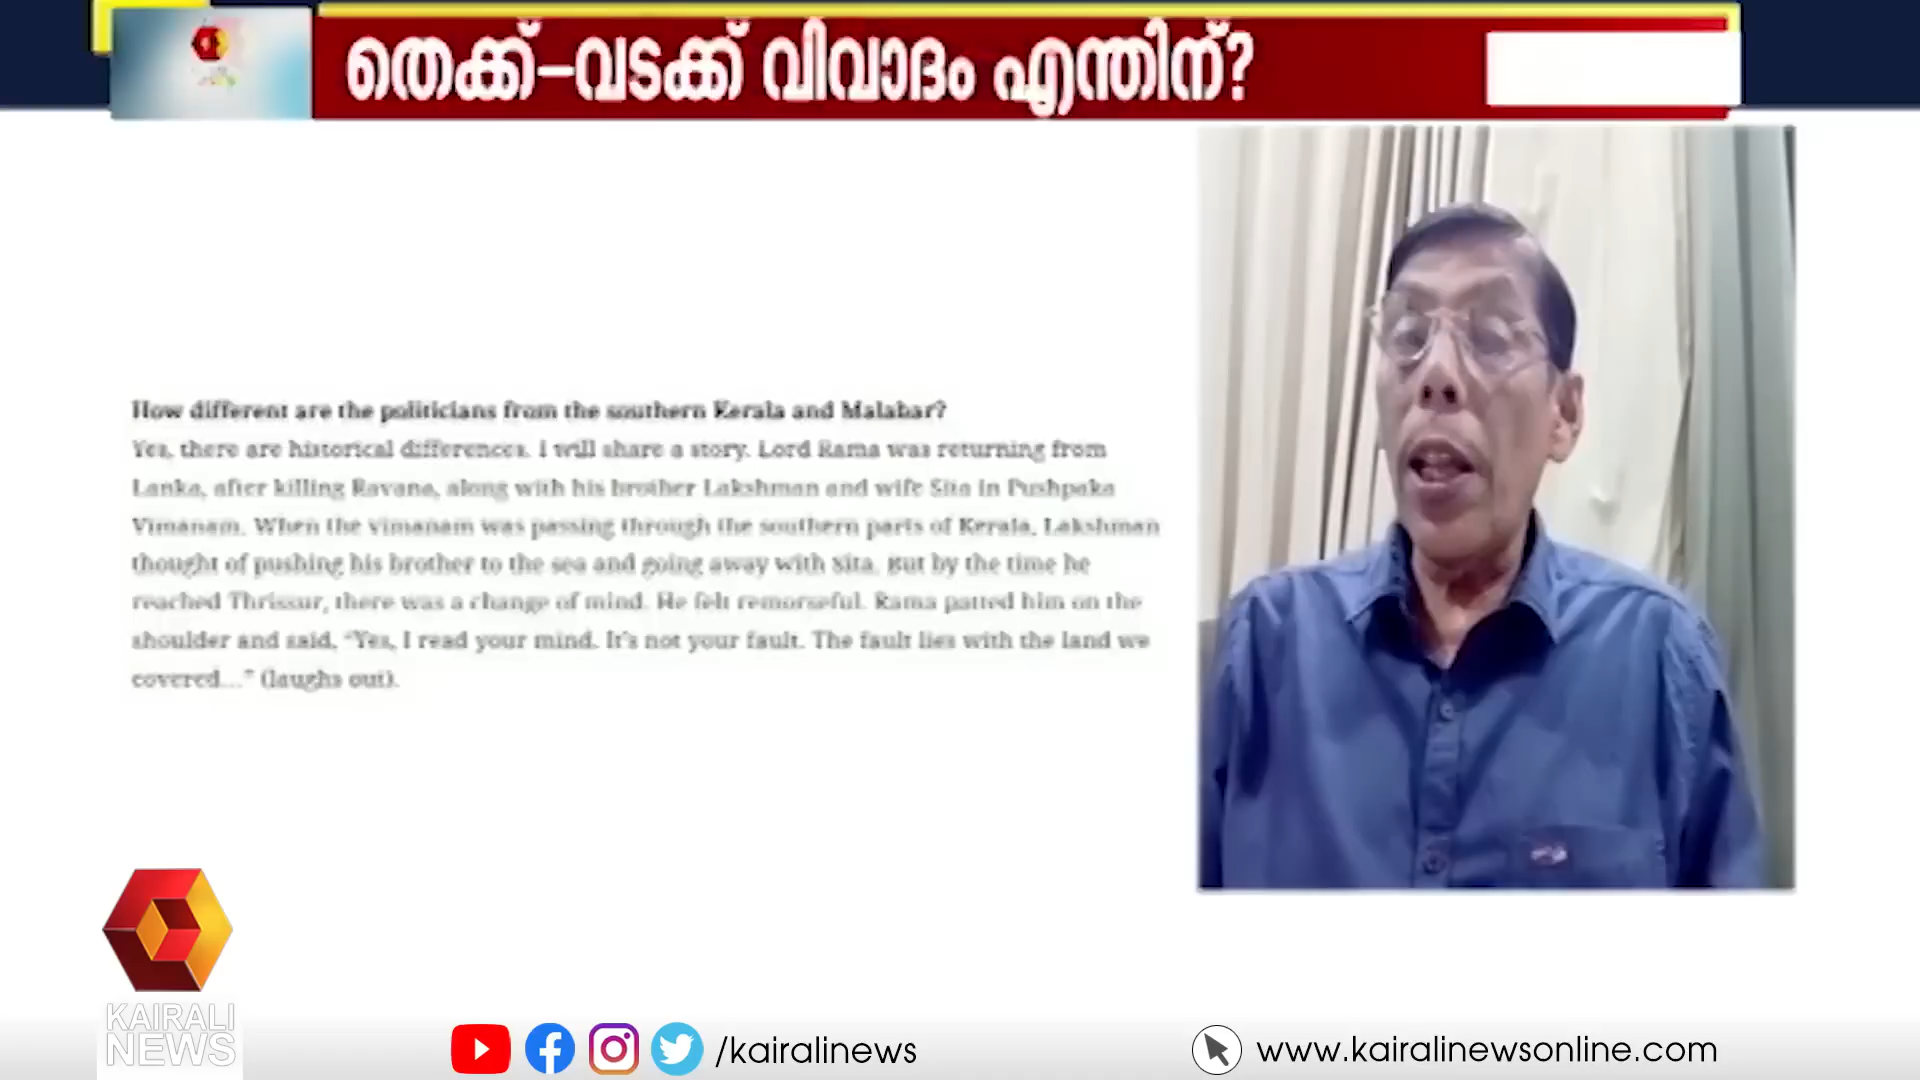 തെക്ക്-വടക്ക് വിവാദം എന്തിന്?
How different are the politicians from the southern Kerala and Malabar?
Yes, there are historical differences. I will share a story. Lord Rama was returning from
Lanka, after killing Ravana, along with his brother Lakshman and wife Sita in Pushpaka
Vimanam. When the vimanam was passing through the southern parts of Kerala, Lakshman
thought of pushing his brother to the sea and going away with Sita. But by the time he
reached Thrissur, there was a change of mind. He felt remorseful. Rama patted him on the
shoulder and said, “Yes, I read your mind. It’s not your fault. The fault lies with the land we
covered...” (laughs out).
KAIRALI
NEWS
/kairalinews
www.kairalinewsonline.com